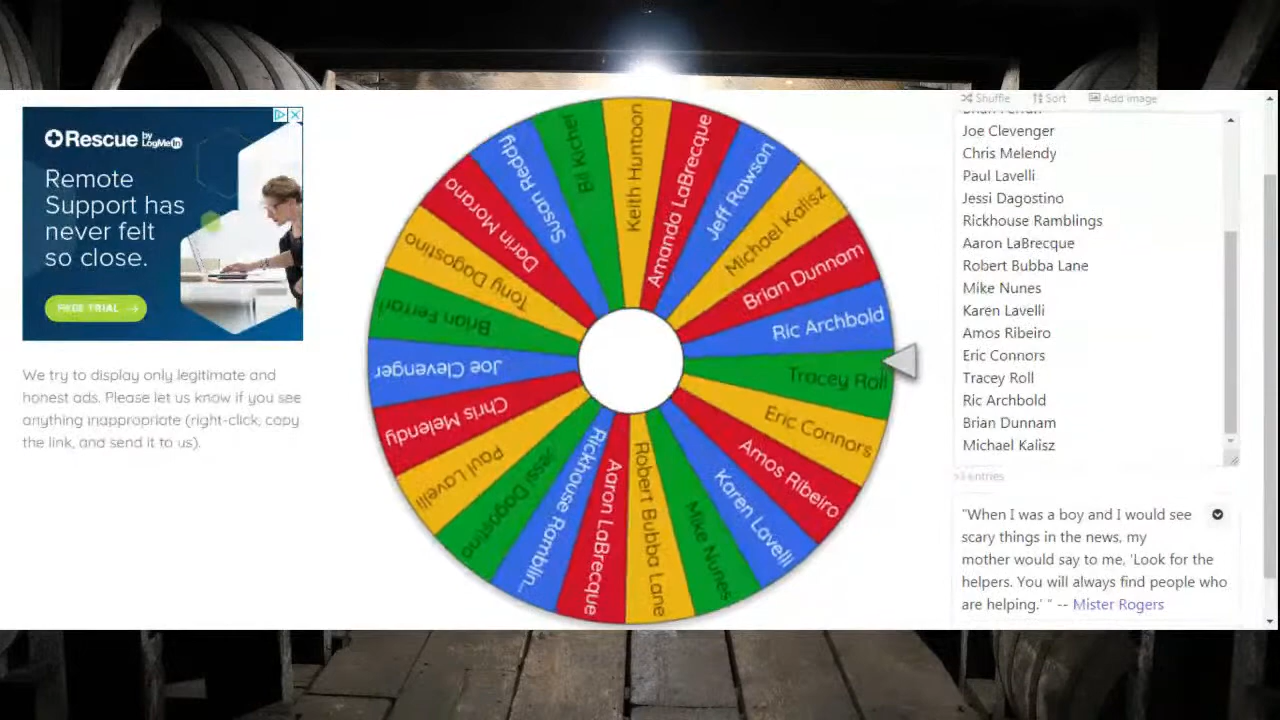 Rescue by LogMeIn
Remote
Support has
never felt
so close.
FREE TRIAL
We try to display only legitimate and
honest ads. Please let us know if you see
anything inappropriate (right-click, copy
the link, and send it to us).
Keith Huntoon
Amanda LaBrecque
Jeff Rawson
Michael Kalisz
Brian Dunnam
Ric Archbold
Tracey Roll
Eric Connors
Amos Ribeiro
Karen Lavelli
Mike Nunes
Robert Bubba Lane
Aaron LaBrecque
Rickhouse Ramblin...
Jessi Dagostino
Paul Lavelli
Chris Melendy
Joe Clevenger
Brian Ferrari
Tony Dagostino
Darin Morano
Susan Reddy
Shuffle Sort Add image
Joe Clevenger
Chris Melendy
Paul Lavelli
Jessi Dagostino
Rickhouse Ramblings
Aaron LaBrecque
Robert Bubba Lane
Mike Nunes
Karen Lavelli
Amos Ribeiro
Eric Connors
Tracey Roll
Ric Archbold
Brian Dunnam
Michael Kalisz
entries
"When I was a boy and I would see
scary things in the news, my
mother would say to me, 'Look for the
helpers. You will always find people who
are helping.' " -- Mister Rogers